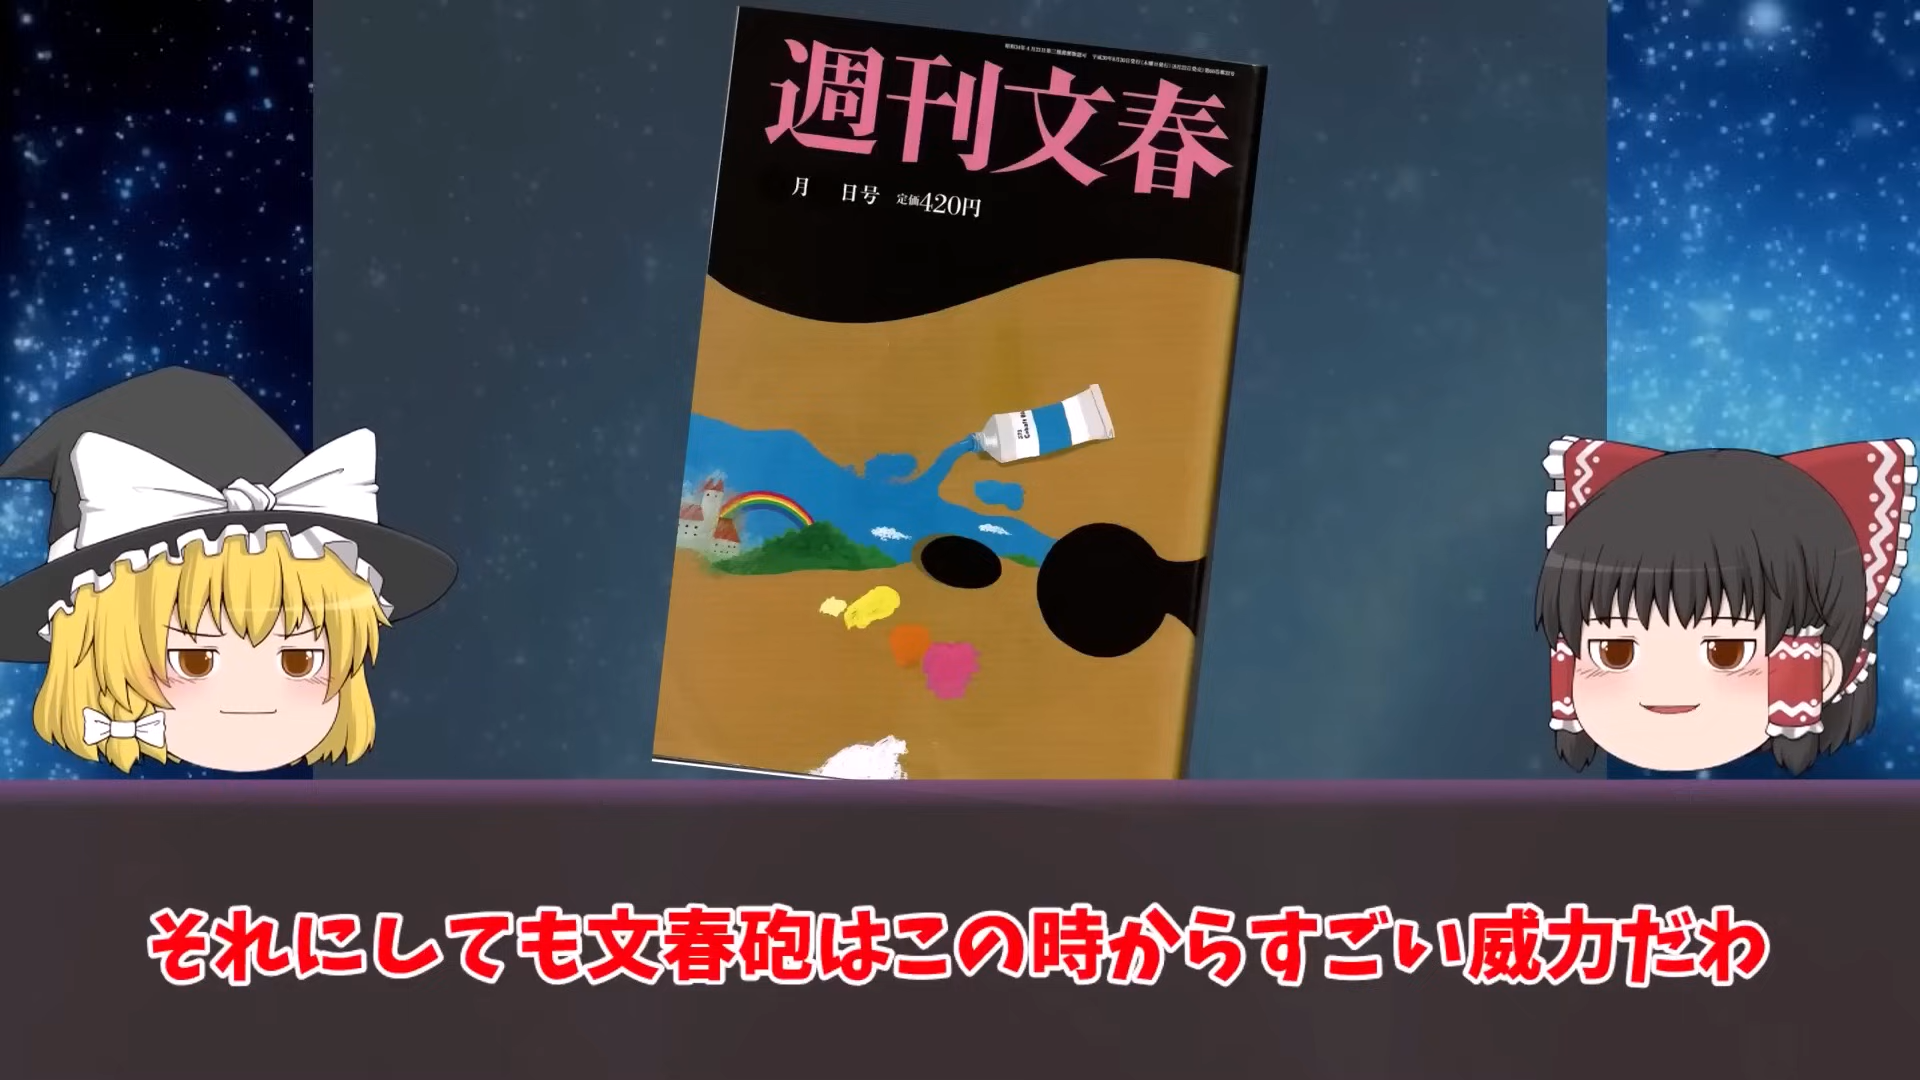 週刊文春
月 日号 定価420円
Cobalt
それにしても文春砲はこの時からすごい威力だわ